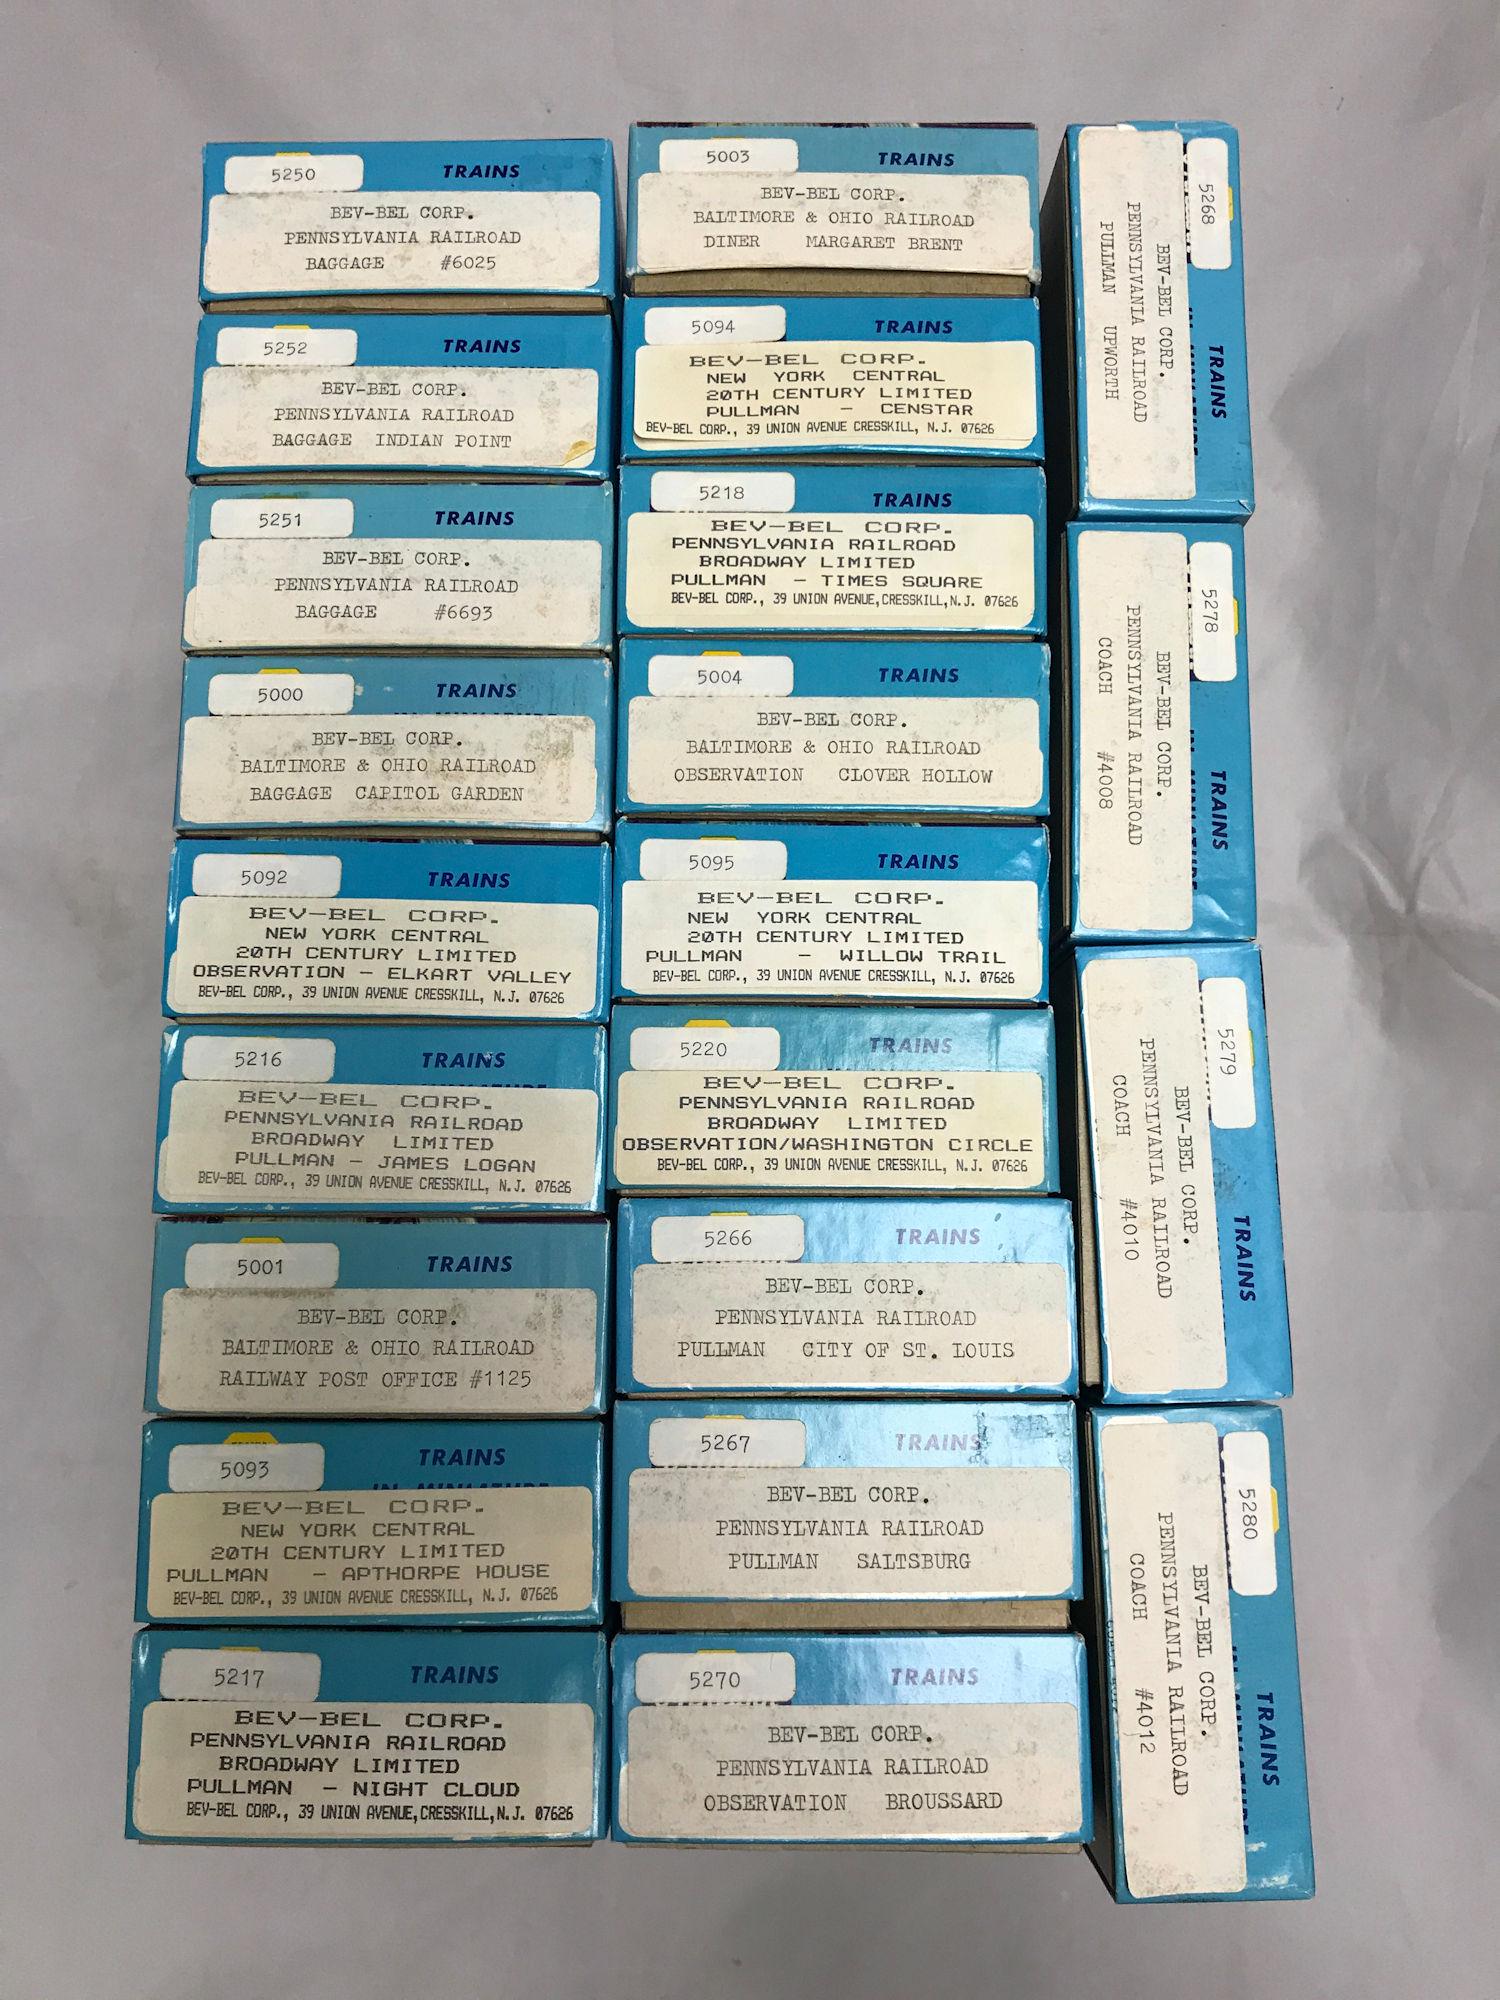 5250
TRAINS
BEV-BEL CORP.
PENNSYLVANIA RAILROAD
BAGGAGE #6025
5252
TRAINS
BEV-BEL CORP.
PENNSYLVANIA RAILROAD
BAGGAGE INDIAN POINT
5251
TRAINS
BEV-BEL CORP.
PENNSYLVANIA RAILROAD
BAGGAGE #6693
5000
TRAINS
BEV-BEL CORP.
BALTIMORE & OHIO RAILROAD
BAGGAGE CAPITOL GARDEN
5092
TRAINS
BEV-BEL CORP.
NEW YORK CENTRAL
20TH CENTURY LIMITED
OBSERVATION - ELKART VALLEY
BEV-BEL CORP., 39 UNION AVENUE CRESSKILL, N.J. 07626
5216
TRAINS
BEV-BEL CORP.
PENNSYLVANIA RAILROAD
BROADWAY LIMITED
PULLMAN - JAMES LOGAN
BEV-BEL CORP., 39 UNION AVENUE CRESSKILL, N.J. 07626
5001
TRAINS
BEV-BEL CORP.
BALTIMORE & OHIO RAILROAD
RAILWAY POST OFFICE #1125
5093
TRAINS
IN MINIATURE
BEV-BEL CORP.
NEW YORK CENTRAL
20TH CENTURY LIMITED
PULLMAN - APTHORPE HOUSE
BEV-BEL CORP., 39 UNION AVENUE CRESSKILL, N.J. 07626
5217
TRAINS
BEV-BEL CORP.
PENNSYLVANIA RAILROAD
BROADWAY LIMITED
PULLMAN - NIGHT CLOUD
BEV-BEL CORP., 39 UNION AVENUE, CRESSKILL, N.J. 07626
5003
TRAINS
BEV-BEL CORP.
BALTIMORE & OHIO RAILROAD
DINER MARGARET BRENT
5094
TRAINS
BEV-BEL CORP.
NEW YORK CENTRAL
20TH CENTURY LIMITED
PULLMAN - CENSTAR
BEV-BEL CORP., 39 UNION AVENUE CRESSKILL, N.J. 07626
5218
TRAINS
BEV-BEL CORP.
PENNSYLVANIA RAILROAD
BROADWAY LIMITED
PULLMAN - TIMES SQUARE
BEV-BEL CORP., 39 UNION AVENUE, CRESSKILL, N.J. 07626
5004
TRAINS
BEV-BEL CORP.
BALTIMORE & OHIO RAILROAD
OBSERVATION CLOVER HOLLOW
5095
TRAINS
BEV-BEL CORP.
NEW YORK CENTRAL
20TH CENTURY LIMITED
PULLMAN - WILLOW TRAIL
BEV-BEL CORP., 39 UNION AVENUE CRESSKILL, N.J. 07626
5220
TRAINS
BEV-BEL CORP.
PENNSYLVANIA RAILROAD
BROADWAY LIMITED
OBSERVATION/WASHINGTON CIRCLE
BEV-BEL CORP., 39 UNION AVENUE CRESSKILL, N.J. 07626
5266
TRAINS
BEV-BEL CORP.
PENNSYLVANIA RAILROAD
PULLMAN CITY OF ST. LOUIS
5267
TRAINS
BEV-BEL CORP.
PENNSYLVANIA RAILROAD
PULLMAN SALTSBURG
5270
TRAINS
BEV-BEL CORP.
PENNSYLVANIA RAILROAD
OBSERVATION BROUSSARD
5268
TRAINS
BEV-BEL CORP.
PENNSYLVANIA RAILROAD
PULLMAN UPWORTH
5278
TRAINS
BEV-BEL CORP.
PENNSYLVANIA RAILROAD
COACH #4008
5279
TRAINS
BEV-BEL CORP.
PENNSYLVANIA RAILROAD
COACH #4010
5280
TRAINS
IN MINIATURE
BEV-BEL CORP.
PENNSYLVANIA RAILROAD
COACH #4012